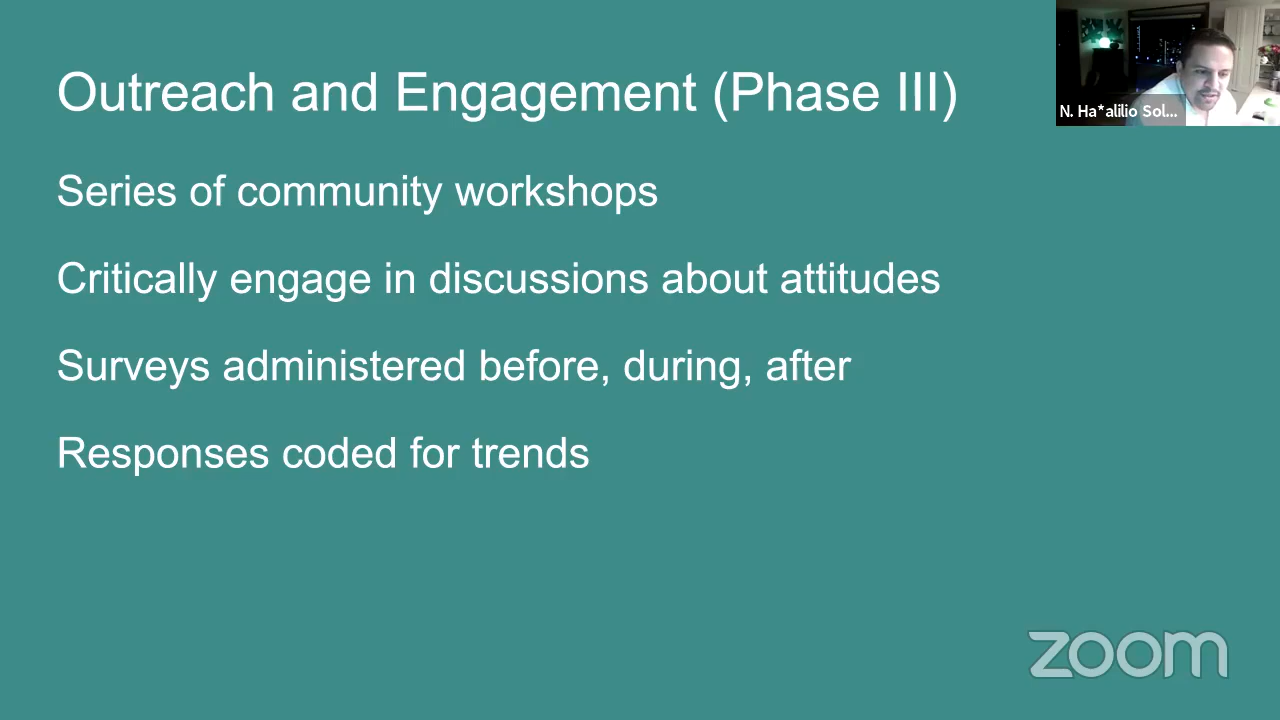 Outreach and Engagement (Phase III)
N. Ha*alilio Sol...
Series of community workshops
Critically engage in discussions about attitudes
Surveys administered before, during, after
Responses coded for trends
zoom